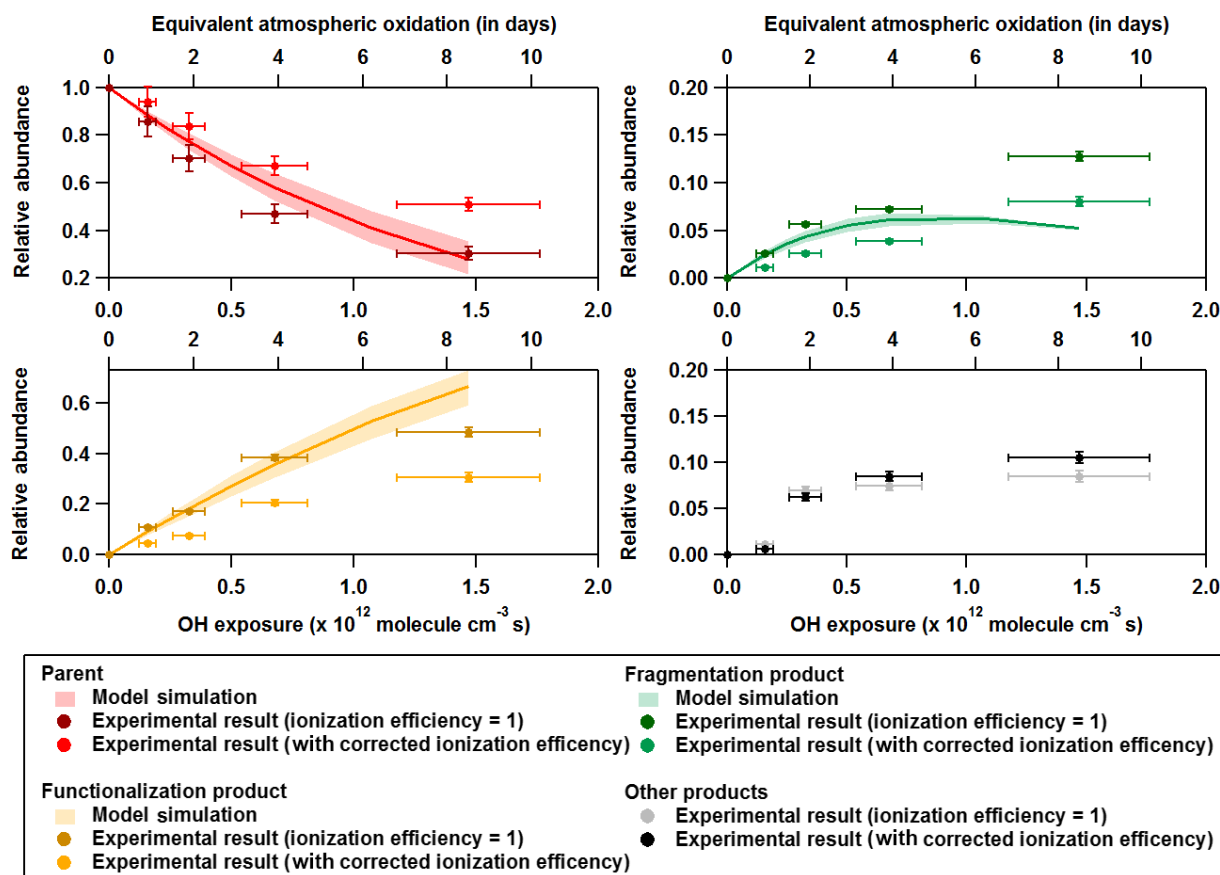 Equivalent atmospheric oxidation (in days)
0 2 4 6 8 10
Relative abundance
1.0
0.8
0.6
0.4
0.2
0.0 0.5 1.0 1.5 2.0
Equivalent atmospheric oxidation (in days)
0 2 4 6 8 10
Relative abundance
0.20
0.15
0.10
0.05
0.00
0.0 0.5 1.0 1.5 2.0
0 2 4 6 8 10
Relative abundance
0.6
0.4
0.2
0.0
0.0 0.5 1.0 1.5 2.0
OH exposure (x 10^12 molecule cm^-3 s)
0 2 4 6 8 10
Relative abundance
0.20
0.15
0.10
0.05
0.00
0.0 0.5 1.0 1.5 2.0
OH exposure (x 10^12 molecule cm^-3 s)
Parent
Model simulation
Experimental result (ionization efficiency = 1)
Experimental result (with corrected ionization efficency)
Functionalization product
Model simulation
Experimental result (ionization efficiency = 1)
Experimental result (with corrected ionization efficency)
Fragmentation product
Model simulation
Experimental result (ionization efficiency = 1)
Experimental result (with corrected ionization efficency)
Other products
Experimental result (ionization efficiency = 1)
Experimental result (with corrected ionization efficency)